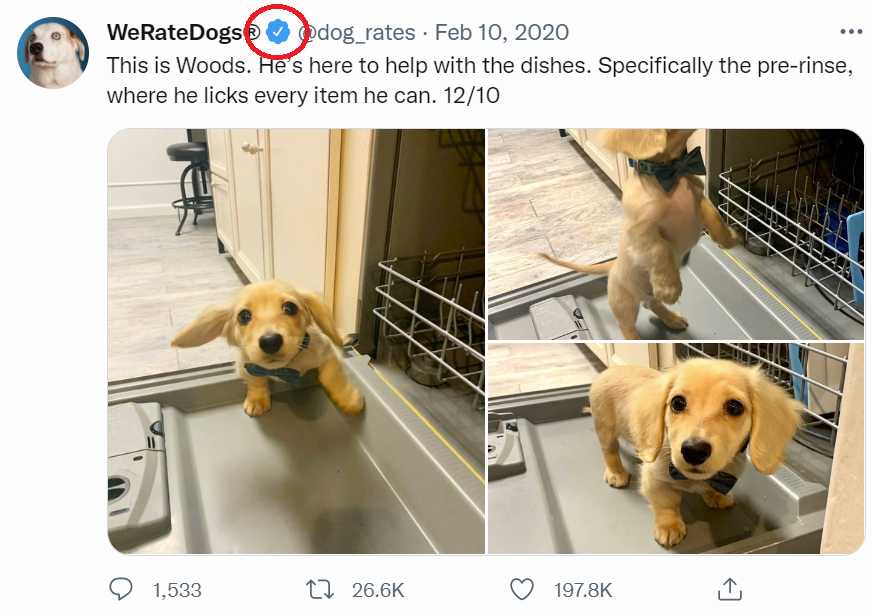 WeRateDogs® @dog_rates · Feb 10, 2020
This is Woods. He's here to help with the dishes. Specifically the pre-rinse,
where he licks every item he can. 12/10
1,533 26.6K 197.8K